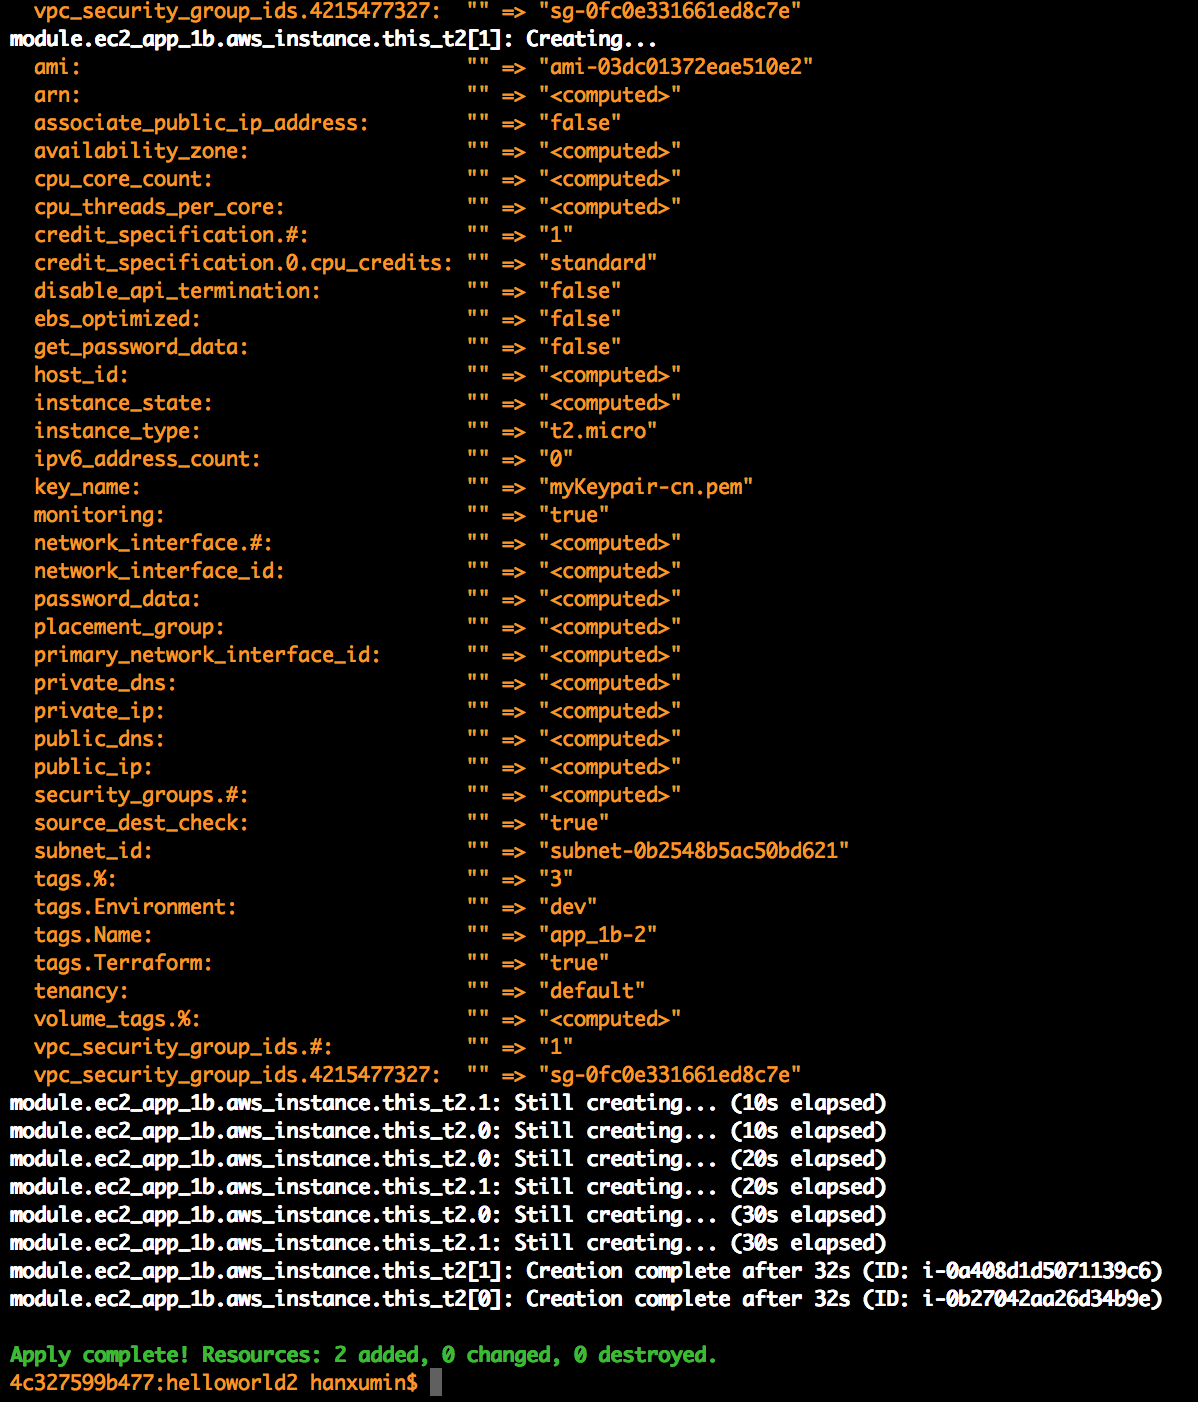 vpc_security_group_ids.4215477327: "" => "sg-0fc0e331661ed8c7e"
module.ec2_app_1b.aws_instance.this_t2[1]: Creating...
ami: "" => "ami-03dc01372eae510e2"
arn: "" => "<computed>"
associate_public_ip_address: "" => "false"
availability_zone: "" => "<computed>"
cpu_core_count: "" => "<computed>"
cpu_threads_per_core: "" => "<computed>"
credit_specification.#: "" => "1"
credit_specification.0.cpu_credits: "" => "standard"
disable_api_termination: "" => "false"
ebs_optimized: "" => "false"
get_password_data: "" => "false"
host_id: "" => "<computed>"
instance_state: "" => "<computed>"
instance_type: "" => "t2.micro"
ipv6_address_count: "" => "0"
key_name: "" => "myKeypair-cn.pem"
monitoring: "" => "true"
network_interface.#: "" => "<computed>"
network_interface_id: "" => "<computed>"
password_data: "" => "<computed>"
placement_group: "" => "<computed>"
primary_network_interface_id: "" => "<computed>"
private_dns: "" => "<computed>"
private_ip: "" => "<computed>"
public_dns: "" => "<computed>"
public_ip: "" => "<computed>"
security_groups.#: "" => "<computed>"
source_dest_check: "" => "true"
subnet_id: "" => "subnet-0b2548b5ac50bd621"
tags.%: "" => "3"
tags.Environment: "" => "dev"
tags.Name: "" => "app_1b-2"
tags.Terraform: "" => "true"
tenancy: "" => "default"
volume_tags.%: "" => "<computed>"
vpc_security_group_ids.#: "" => "1"
vpc_security_group_ids.4215477327: "" => "sg-0fc0e331661ed8c7e"
module.ec2_app_1b.aws_instance.this_t2.1: Still creating... (10s elapsed)
module.ec2_app_1b.aws_instance.this_t2.0: Still creating... (10s elapsed)
module.ec2_app_1b.aws_instance.this_t2.0: Still creating... (20s elapsed)
module.ec2_app_1b.aws_instance.this_t2.1: Still creating... (20s elapsed)
module.ec2_app_1b.aws_instance.this_t2.0: Still creating... (30s elapsed)
module.ec2_app_1b.aws_instance.this_t2.1: Still creating... (30s elapsed)
module.ec2_app_1b.aws_instance.this_t2[1]: Creation complete after 32s (ID: i-0a408d1d5071139c6)
module.ec2_app_1b.aws_instance.this_t2[0]: Creation complete after 32s (ID: i-0b27042aa26d34b9e)
Apply complete! Resources: 2 added, 0 changed, 0 destroyed.
4c327599b477:helloworld2 hanxumin$